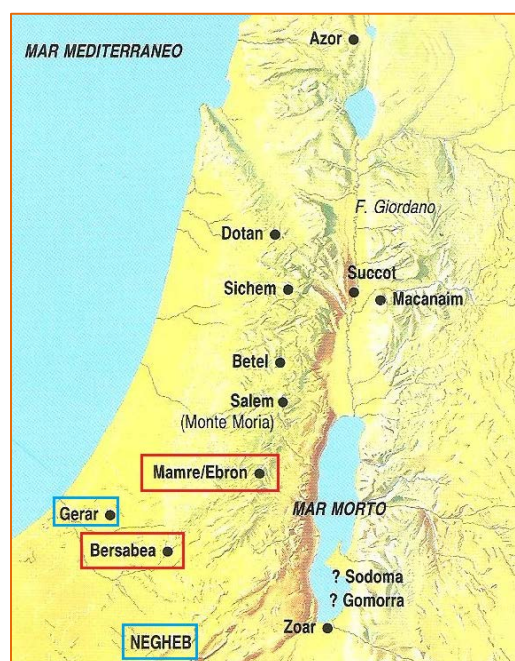 Azor
MAR MEDITERRANEO
F. Giordano
Dotan
Succot
Sichem
Macanaim
Betel
Salem
(Monte Moria)
Mamre/Ebron
Gerar
MAR MORTO
Bersabea
? Sodoma
? Gomorra
Zoar
NEGHEB